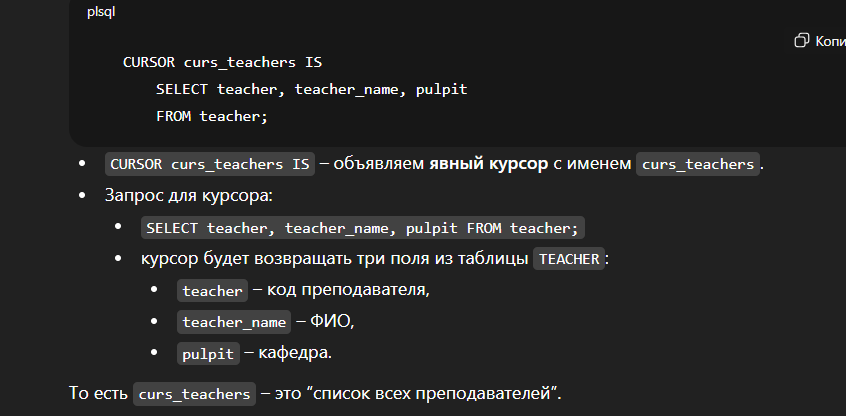 plsql
Копи
CURSOR curs_teachers IS
SELECT teacher, teacher_name, pulpit
FROM teacher;
CURSOR curs_teachers IS – объявляем явный курсор с именем curs_teachers.
Запрос для курсора:
SELECT teacher, teacher_name, pulpit FROM teacher;
курсор будет возвращать три поля из таблицы TEACHER:
teacher – код преподавателя,
teacher_name – ФИО,
pulpit – кафедра.
То есть curs_teachers – это “список всех преподавателей”.